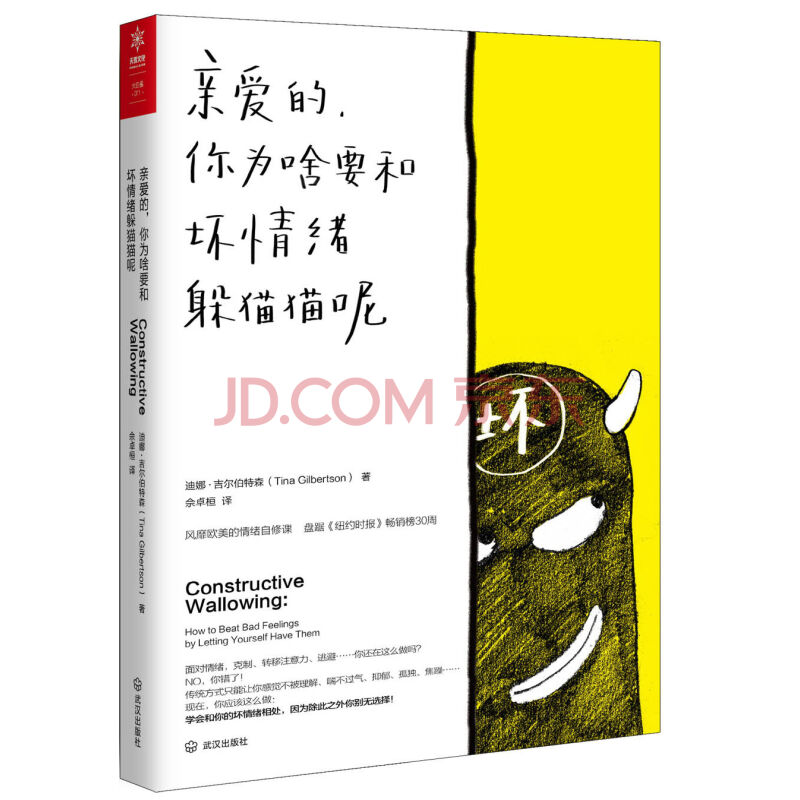 亲爱的，
你为啥要和
坏情绪
躲猫猫呢
坏
迪娜·吉尔伯特森（Tina Gilbertson）著
佘卓桓 译
风靡欧美的情绪自修课 盘踞《纽约时报》畅销榜30周
Constructive
Wallowing:
How to Beat Bad Feelings
by Letting Yourself Have Them
面对情绪，克制、转移注意力、逃避……你还在这么做吗？
NO，你错了！
传统方式只能让你感觉不被理解、喘不过气、抑郁、孤独、焦躁……
现在，你应该这么做：
学会和你的坏情绪相处，因为除此之外你别无选择！
武汉出版社
天雅文化
大白鱼
亲爱的，你为啥要和
坏情绪躲猫猫呢
Constructive
Wallowing
迪娜·吉尔伯特森（Tina Gilbertson）著
佘卓桓 译
武汉出版社
JD.COM 京东